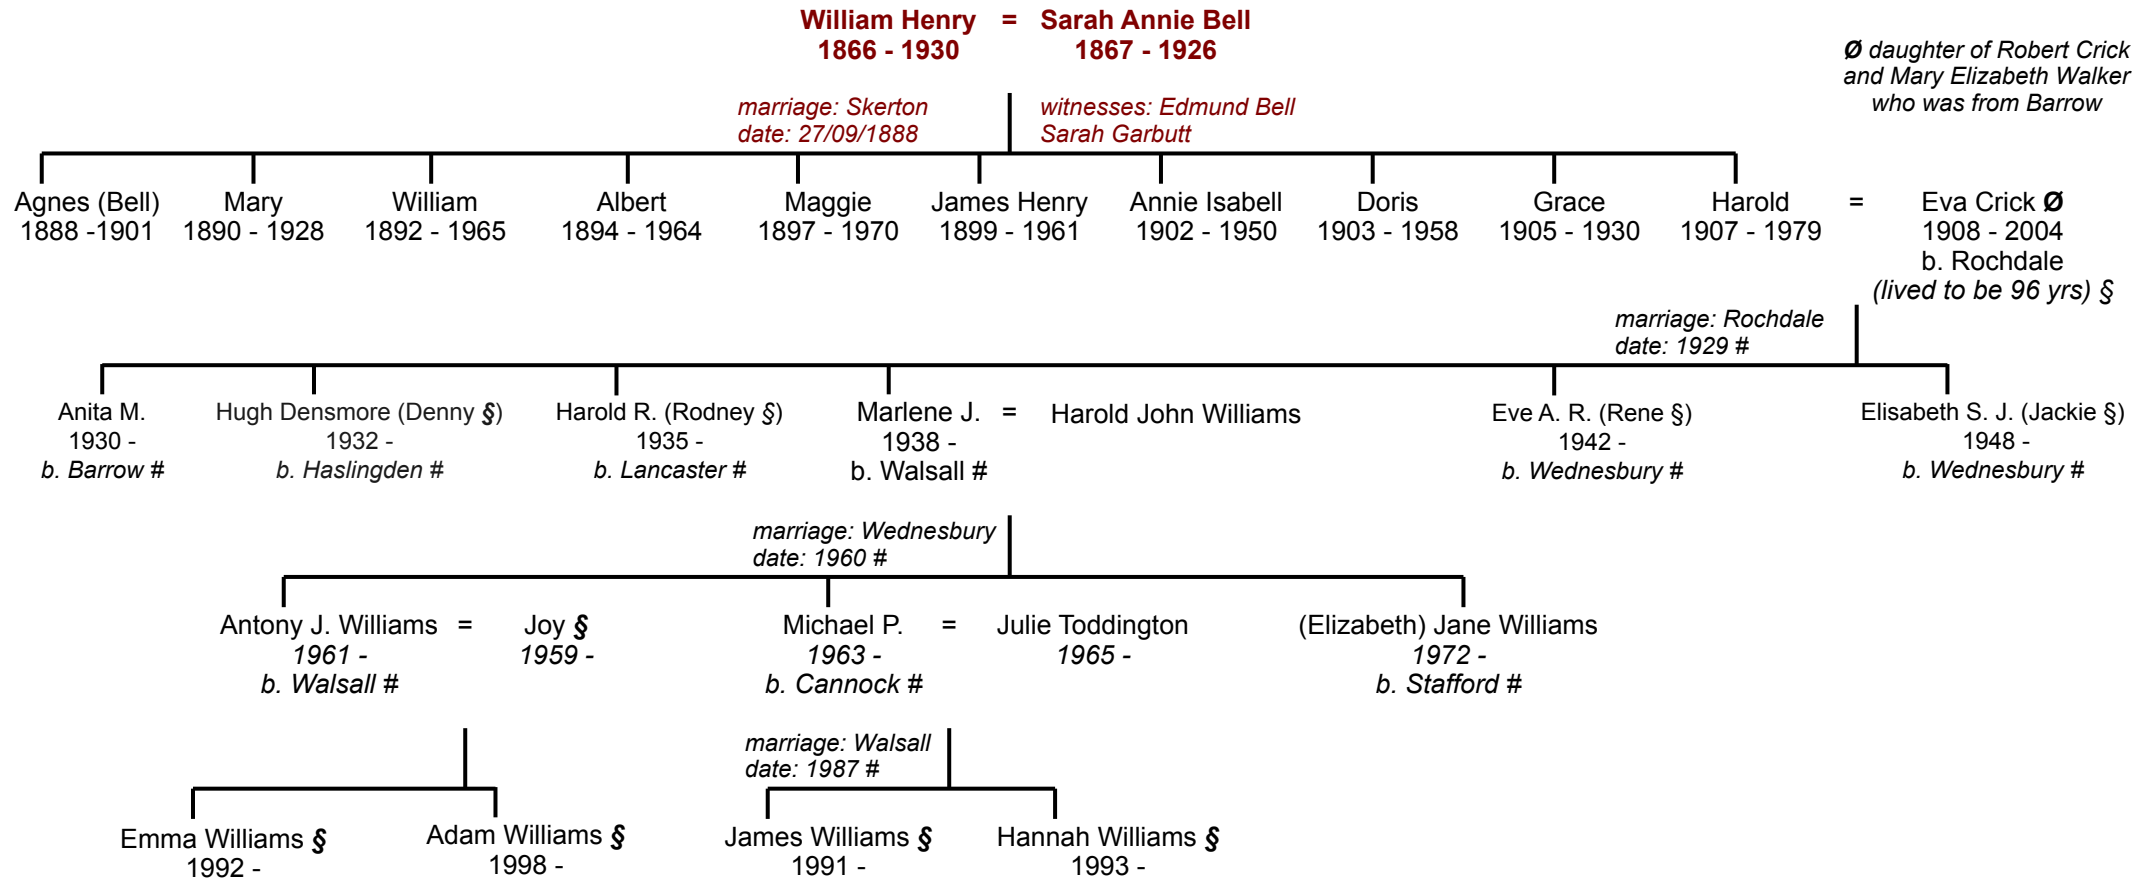 William Henry = Sarah Annie Bell
1866 - 1930 1867 - 1926
Ø daughter of Robert Crick
and Mary Elizabeth Walker
who was from Barrow
marriage: Skerton
date: 27/09/1888
witnesses: Edmund Bell
Sarah Garbutt
Agnes (Bell) Mary William Albert Maggie James Henry Annie Isabell Doris Grace Harold = Eva Crick Ø
1888 -1901 1890 - 1928 1892 - 1965 1894 - 1964 1897 - 1970 1899 - 1961 1902 - 1950 1903 - 1958 1905 - 1930 1907 - 1979 1908 - 2004
b. Rochdale
(lived to be 96 yrs) §
marriage: Rochdale
date: 1929 #
Anita M. Hugh Densmore (Denny §) Harold R. (Rodney §) Marlene J. = Harold John Williams Eve A. R. (Rene §) Elisabeth S. J. (Jackie §)
1930 - 1932 - 1935 - 1938 - 1942 - 1948 -
b. Barrow # b. Haslingden # b. Lancaster # b. Walsall # b. Wednesbury # b. Wednesbury #
marriage: Wednesbury
date: 1960 #
Antony J. Williams = Joy § Michael P. = Julie Toddington (Elizabeth) Jane Williams
1961 - 1959 - 1963 - 1965 - 1972 -
b. Walsall # b. Cannock # b. Stafford #
marriage: Walsall
date: 1987 #
Emma Williams § Adam Williams § James Williams § Hannah Williams §
1992 - 1998 - 1991 - 1993 -